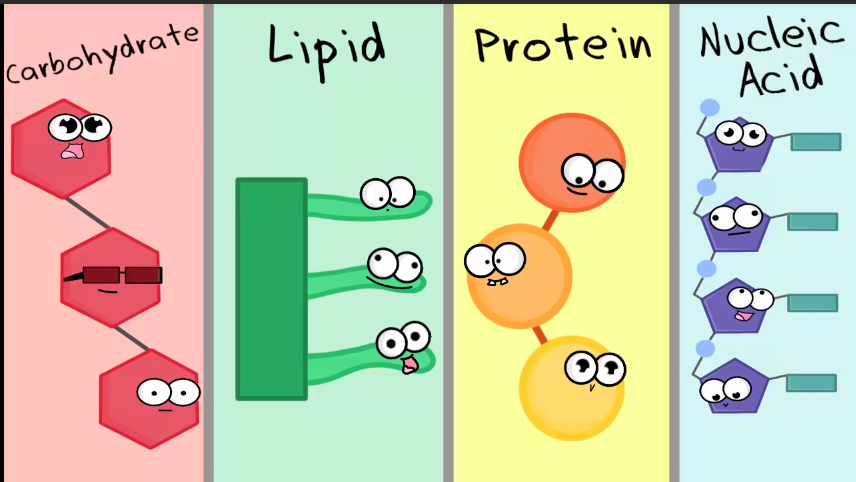 Carbohydrate
Lipid
Protein
Nucleic
Acid